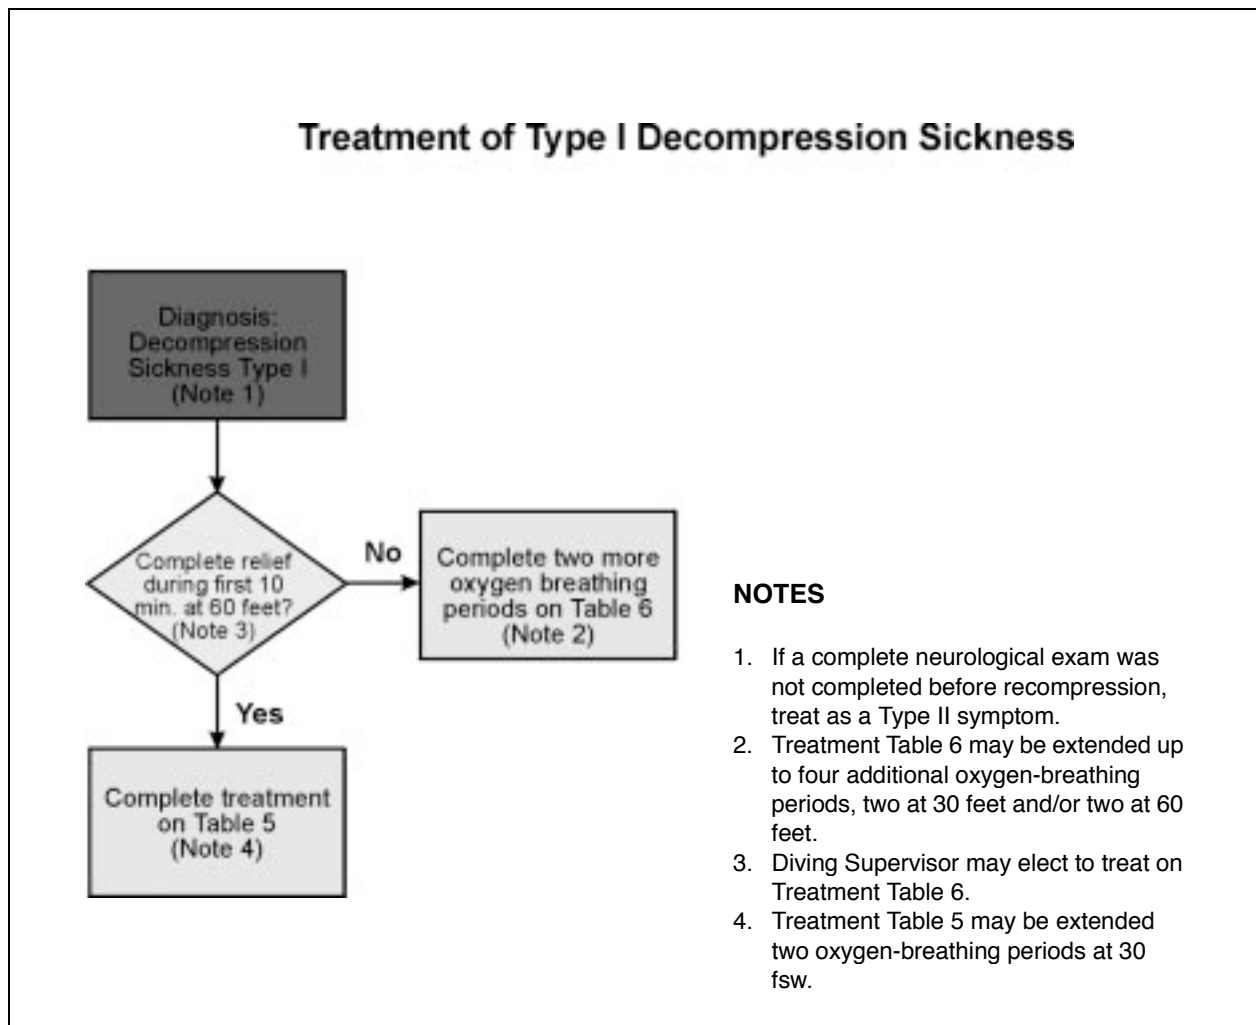 Treatment of Type I Decompression Sickness
Diagnosis:
Decompression
Sickness Type I
(Note 1)
Complete relief
during first 10
min. at 60 feet?
(Note 3)
No
Complete two more
oxygen breathing
periods on Table 6
(Note 2)
Yes
Complete treatment
on Table 5
(Note 4)
NOTES
1. If a complete neurological exam was
not completed before recompression,
treat as a Type II symptom.
2. Treatment Table 6 may be extended up
to four additional oxygen-breathing
periods, two at 30 feet and/or two at 60
feet.
3. Diving Supervisor may elect to treat on
Treatment Table 6.
4. Treatment Table 5 may be extended
two oxygen-breathing periods at 30
fsw.